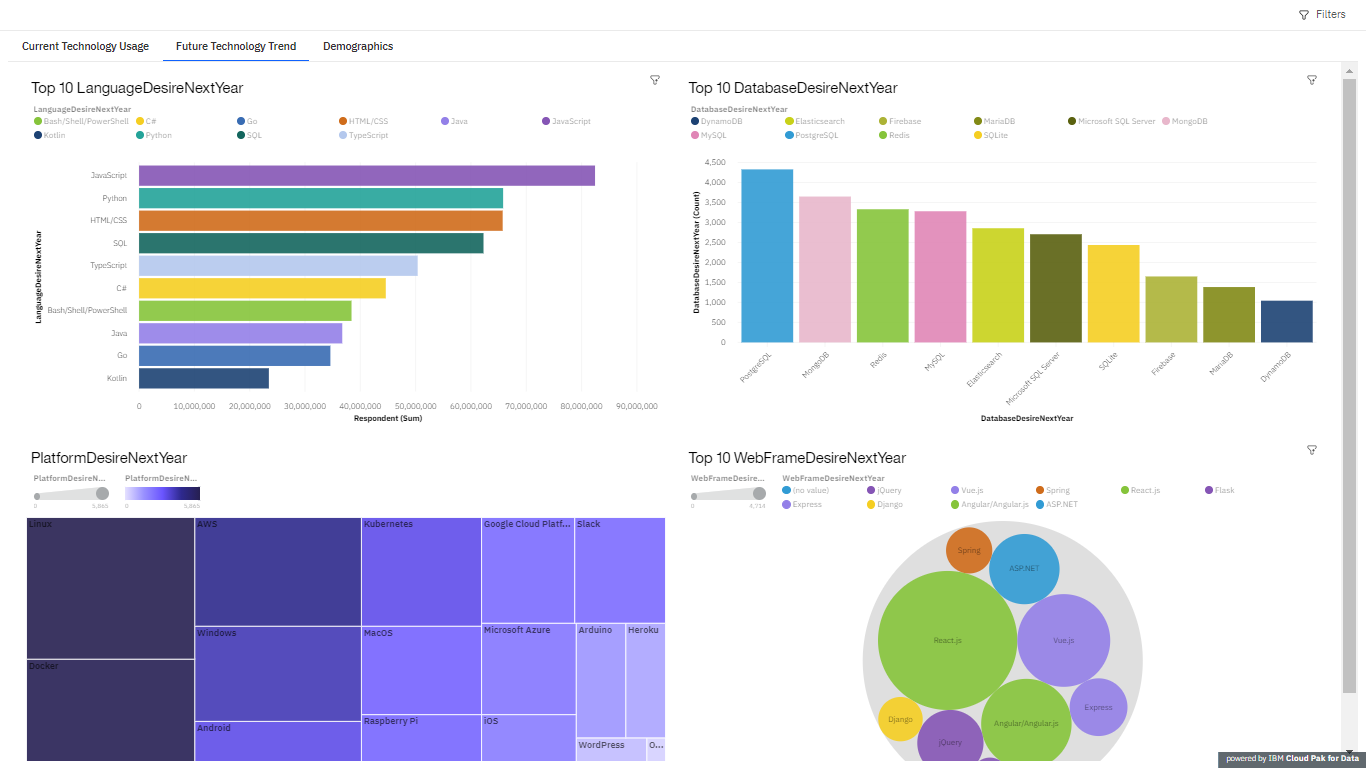 Filters
Current Technology Usage Future Technology Trend Demographics
Top 10 LanguageDesireNextYear
LanguageDesireNextYear
Bash/Shell/PowerShell C# Go HTML/CSS Java JavaScript
Kotlin Python SQL TypeScript
LanguageDesireNextYear
JavaScript
Python
HTML/CSS
SQL
TypeScript
C#
Bash/Shell/PowerShell
Java
Go
Kotlin
0 10,000,000 20,000,000 30,000,000 40,000,000 50,000,000 60,000,000 70,000,000 80,000,000 90,000,000
Respondent (Sum)
Top 10 DatabaseDesireNextYear
DatabaseDesireNextYear
DynamoDB Elasticsearch Firebase MariaDB Microsoft SQL Server MongoDB
MySQL PostgreSQL Redis SQLite
DatabaseDesireNextYear (Count)
4,500
4,000
3,500
3,000
2,500
2,000
1,500
1,000
500
0
PostgreSQL MongoDB Redis MySQL Elasticsearch Microsoft SQL Server SQLite Firebase MariaDB DynamoDB
DatabaseDesireNextYear
PlatformDesireNextYear
PlatformDesireN... PlatformDesireN...
0 5,865 0 5,865
Linux AWS Kubernetes Google Cloud Platf... Slack
Windows MacOS Microsoft Azure Arduino Heroku
Docker
Android Raspberry Pi iOS
WordPress O...
Top 10 WebFrameDesireNextYear
WebFrameDesire... WebFrameDesireNextYear
(no value) jQuery Vue.js Spring React.js Flask
0 4,714
Express Django Angular/Angular.js ASP.NET
Spring
ASP.NET
React.js
Vue.js
Express
Django
Angular/Angular.js
jQuery
powered by IBM Cloud Pak for Data